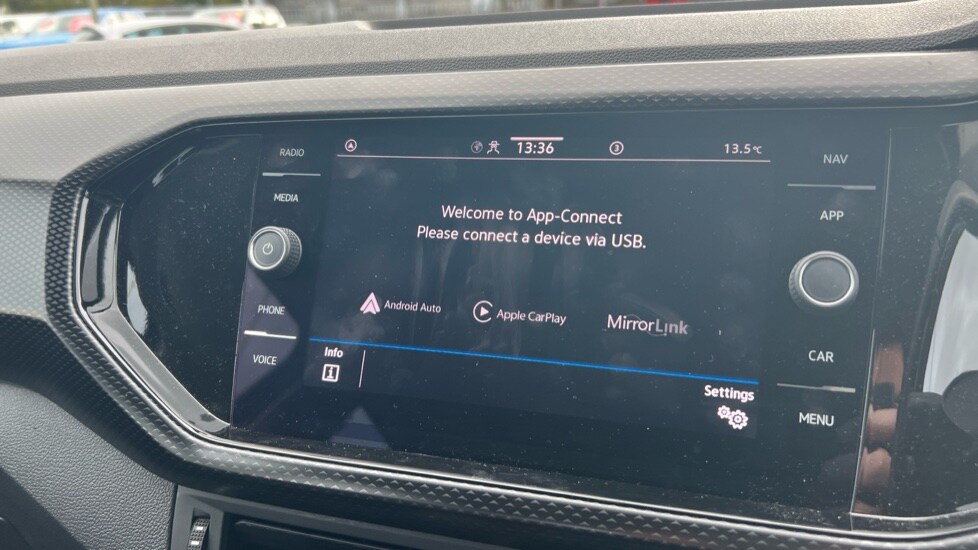 RADIO
MEDIA
PHONE
VOICE
13:36
3
13.5°C
Welcome to App-Connect
Please connect a device via USB.
Android Auto
Apple CarPlay
MirrorLink
Info
Settings
NAV
APP
CAR
MENU